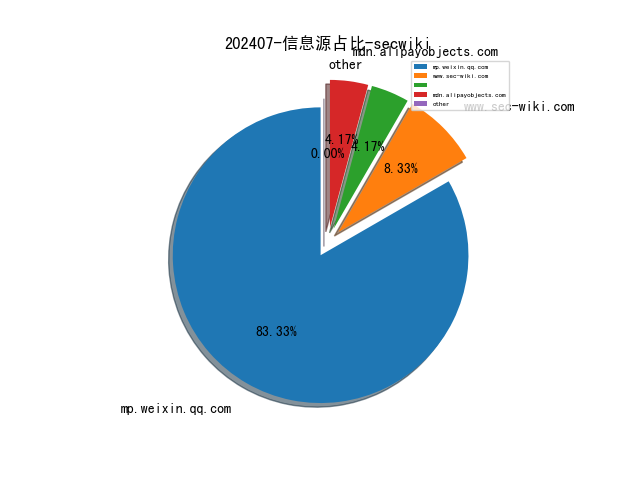 202407-信息源占比-secwiki
mdn.alipayobjects.com
other
mp.weixin.qq.com
www.sec-wiki.com
mdn.alipayobjects.com
other
www.sec-wiki.com
4.17%
4.17%
0.00%
8.33%
83.33%
mp.weixin.qq.com